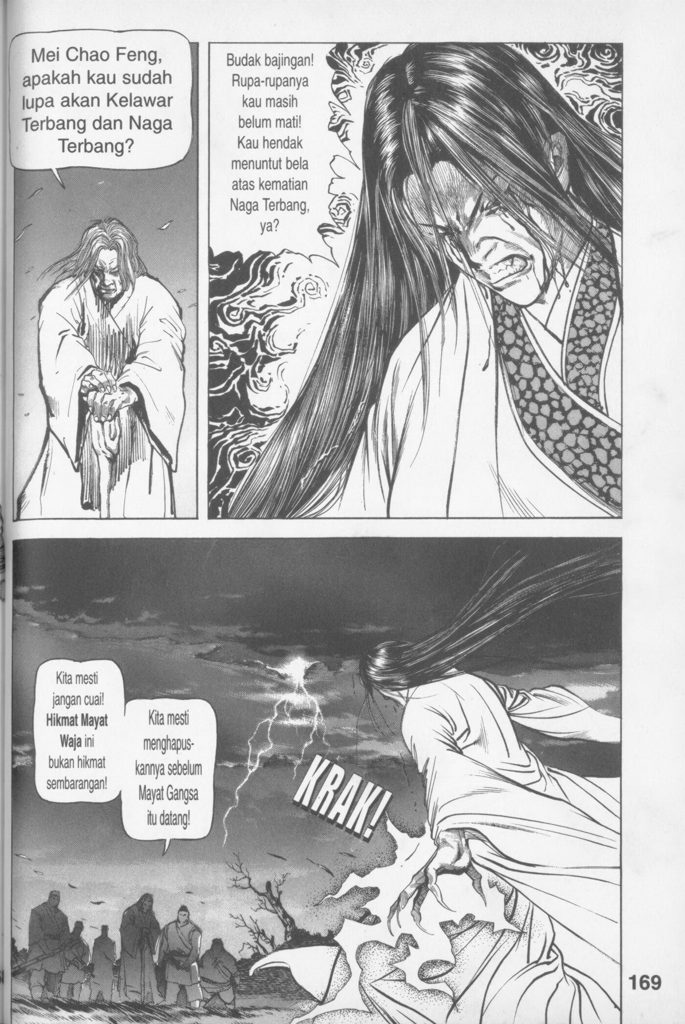 Mei Chao Feng,
apakah kau sudah
lupa akan Kelawar
Terbang dan Naga
Terbang?
Budak bajingan!
Rupa-rupanya
kau masih
belum mati!
Kau hendak
menuntut bela
atas kematian
Naga Terbang,
ya?
Kita mesti
jangan cuai!
Hikmat Mayat
Waja ini
bukan hikmat
sembarangan!
Kita mesti
menghapus-
kannya sebelum
Mayat Gangsa
itu datang!
KRAK!
169